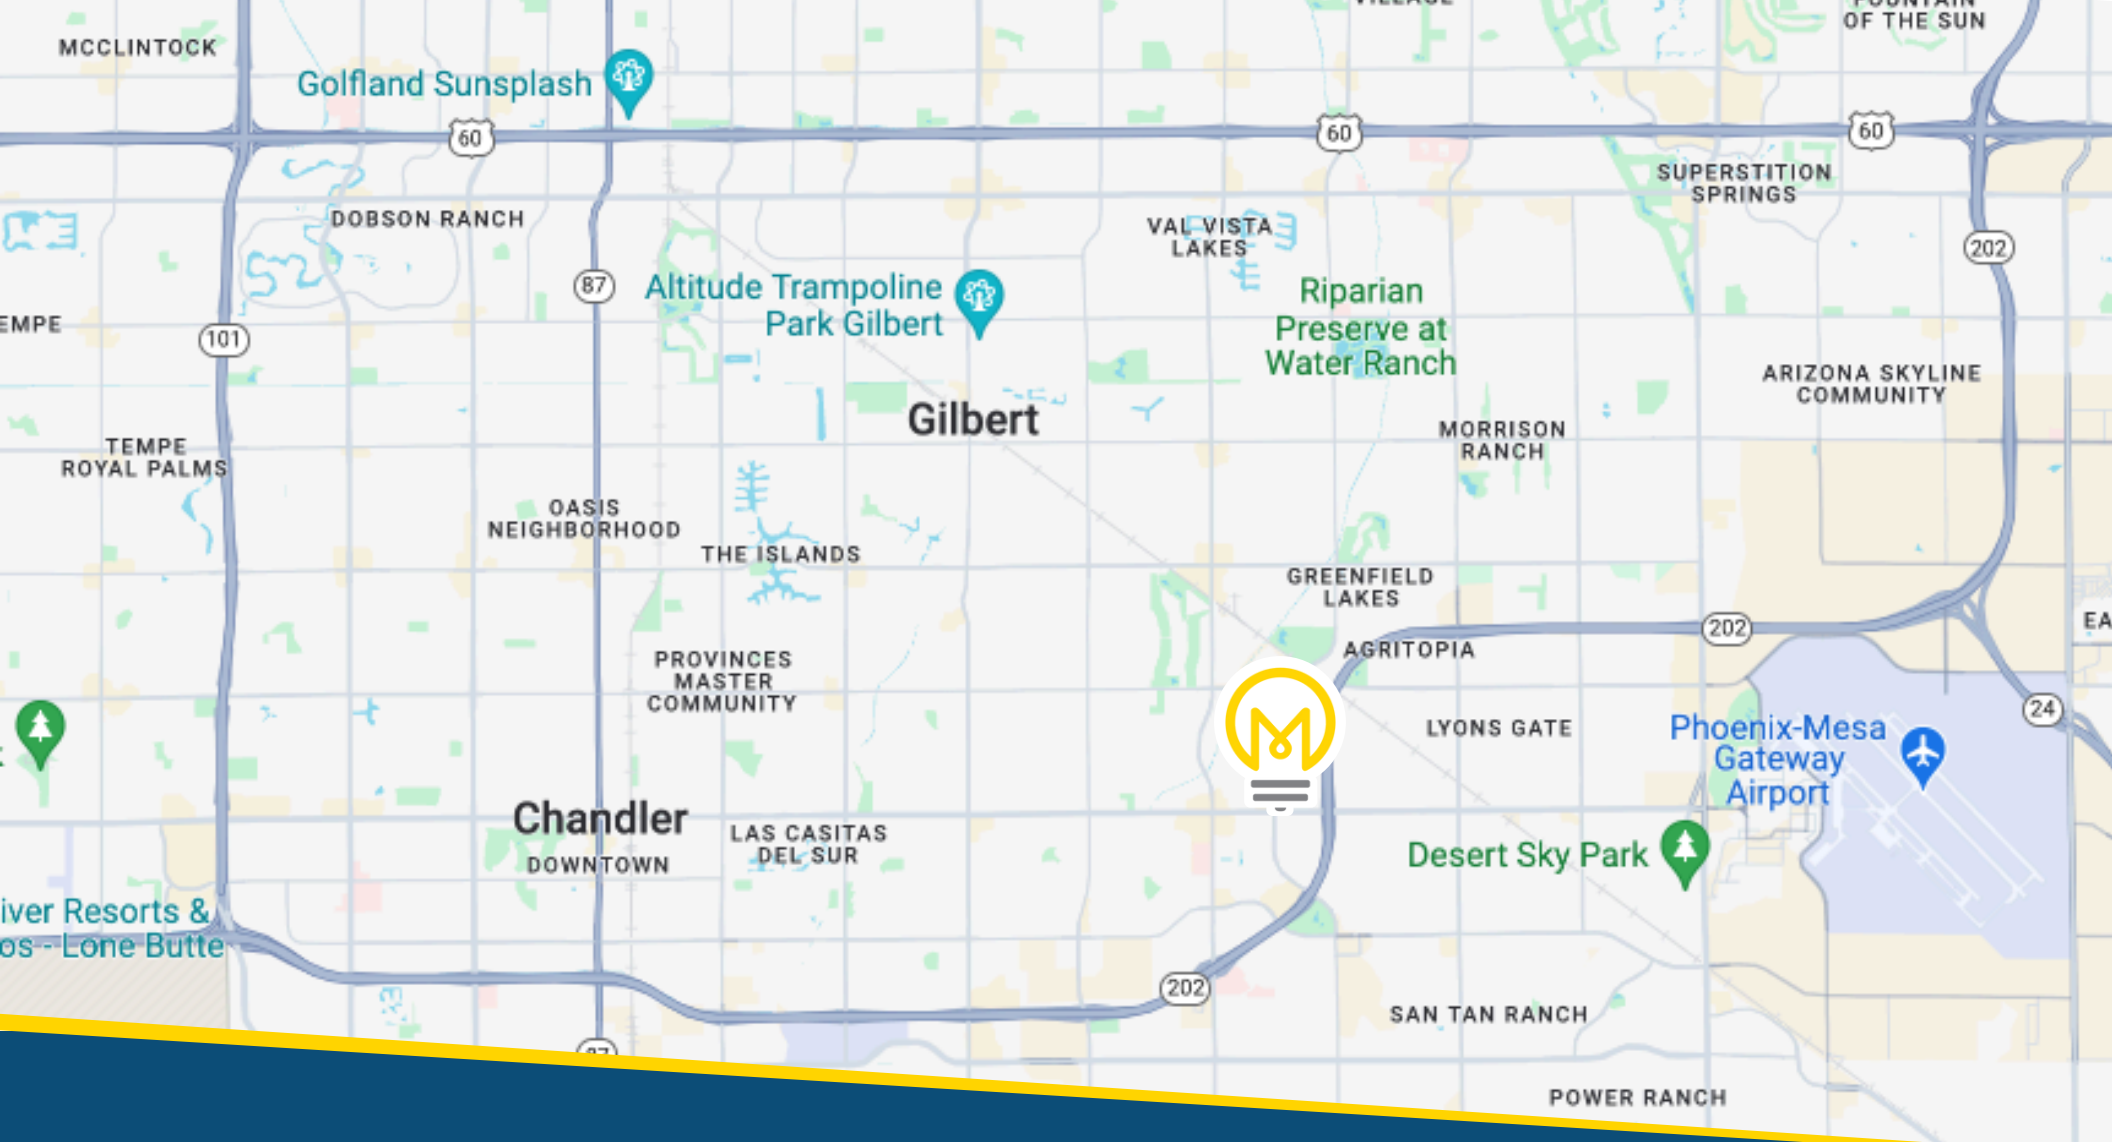 VILLAGE
FOUNTAIN
OF THE SUN
MCCLINTOCK
Golfland Sunsplash
60
60
60
SUPERSTITION
SPRINGS
DOBSON RANCH
VAL VISTA
LAKES
202
87
Altitude Trampoline
Park Gilbert
Riparian
Preserve at
Water Ranch
EMPE
101
ARIZONA SKYLINE
COMMUNITY
Gilbert
MORRISON
RANCH
TEMPE
ROYAL PALMS
OASIS
NEIGHBORHOOD
THE ISLANDS
GREENFIELD
LAKES
EA
202
AGRITOPIA
PROVINCES
MASTER
COMMUNITY
24
LYONS GATE
Phoenix-Mesa
Gateway
Airport
Chandler
DOWNTOWN
LAS CASITAS
DEL SUR
Desert Sky Park
iver Resorts &
os - Lone Butte
202
SAN TAN RANCH
87
POWER RANCH